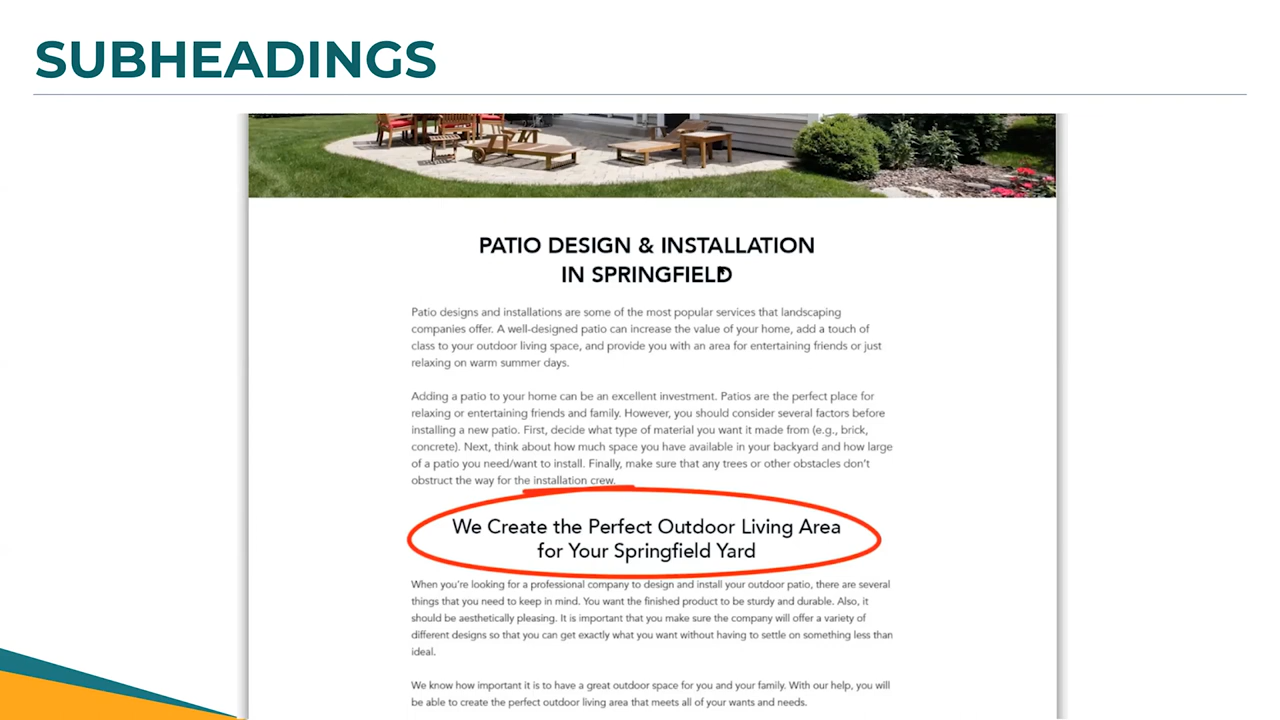 SUBHEADINGS
PATIO DESIGN & INSTALLATION
IN SPRINGFIELD
Patio designs and installations are some of the most popular services that landscaping
companies offer. A well-designed patio can increase the value of your home, add a touch of
class to your outdoor living space, and provide you with an area for entertaining friends or just
relaxing on warm summer days.
Adding a patio to your home can be an excellent investment. Patios are the perfect place for
relaxing or entertaining friends and family. However, you should consider several factors before
installing a new patio. First, decide what type of material you want it made from (e.g., brick,
concrete). Next, think about how much space you have available in your backyard and how large
of a patio you need/want to install. Finally, make sure that any trees or other obstacles don't
obstruct the way for the installation crew.
We Create the Perfect Outdoor Living Area
for Your Springfield Yard
When you're looking for a professional company to design and install your outdoor patio, there are several
things that you need to keep in mind. You want the finished product to be sturdy and durable. Also, it
should be aesthetically pleasing. It is important that you make sure the company will offer a variety of
different designs so that you can get exactly what you want without having to settle on something less than
ideal.
We know how important it is to have a great outdoor space for you and your family. With our help, you will
be able to create the perfect outdoor living area that meets all of your wants and needs.